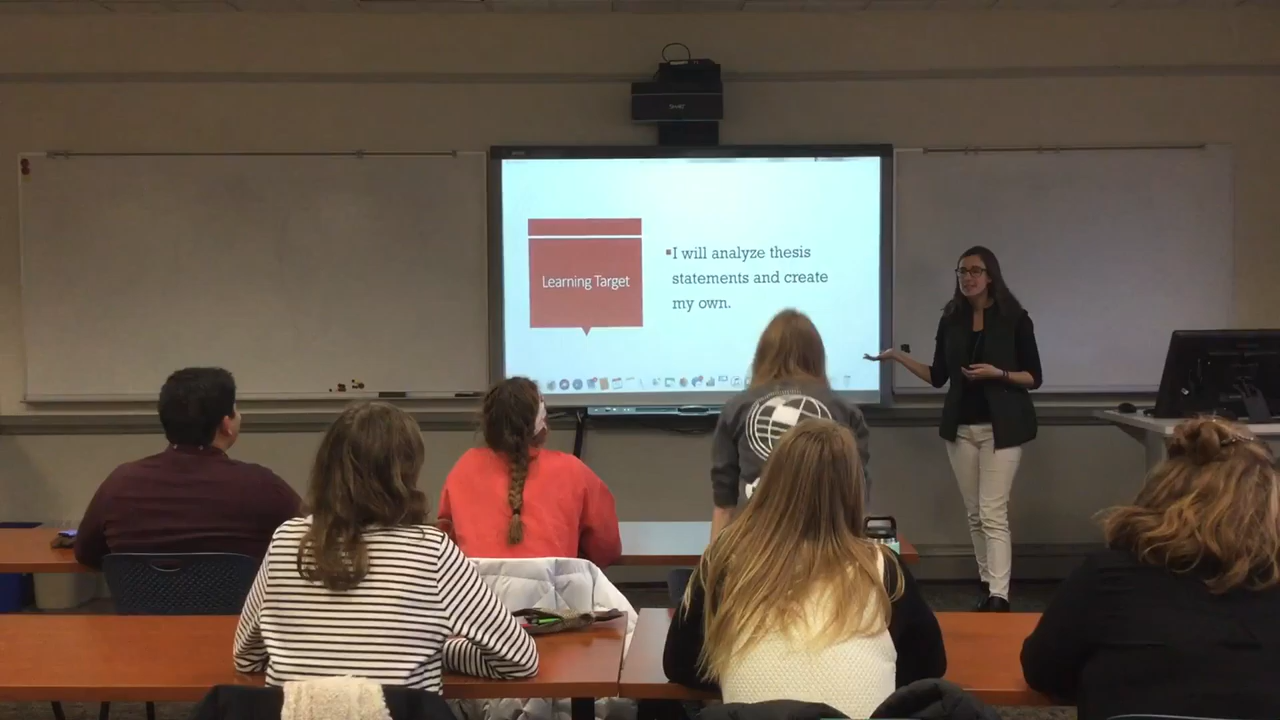 Learning Target
▪I will analyze thesis
statements and create
my own.